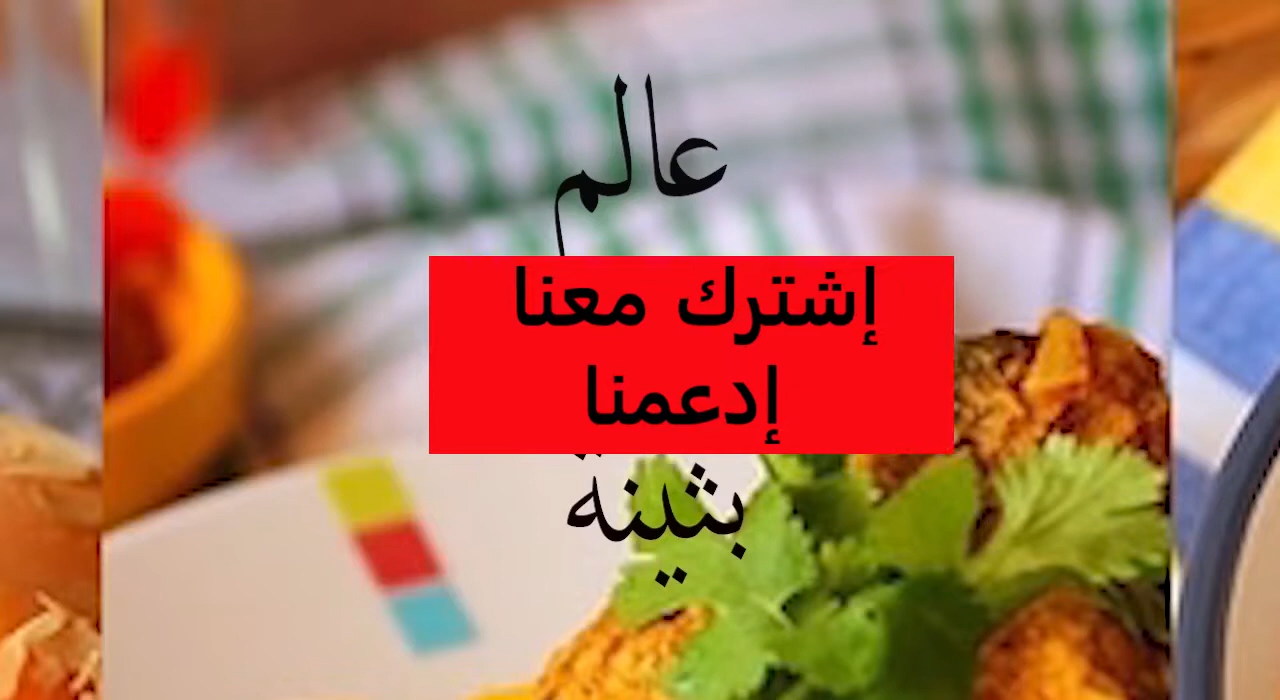 عالم
إشترك معنا
إدعمنا
بثينة